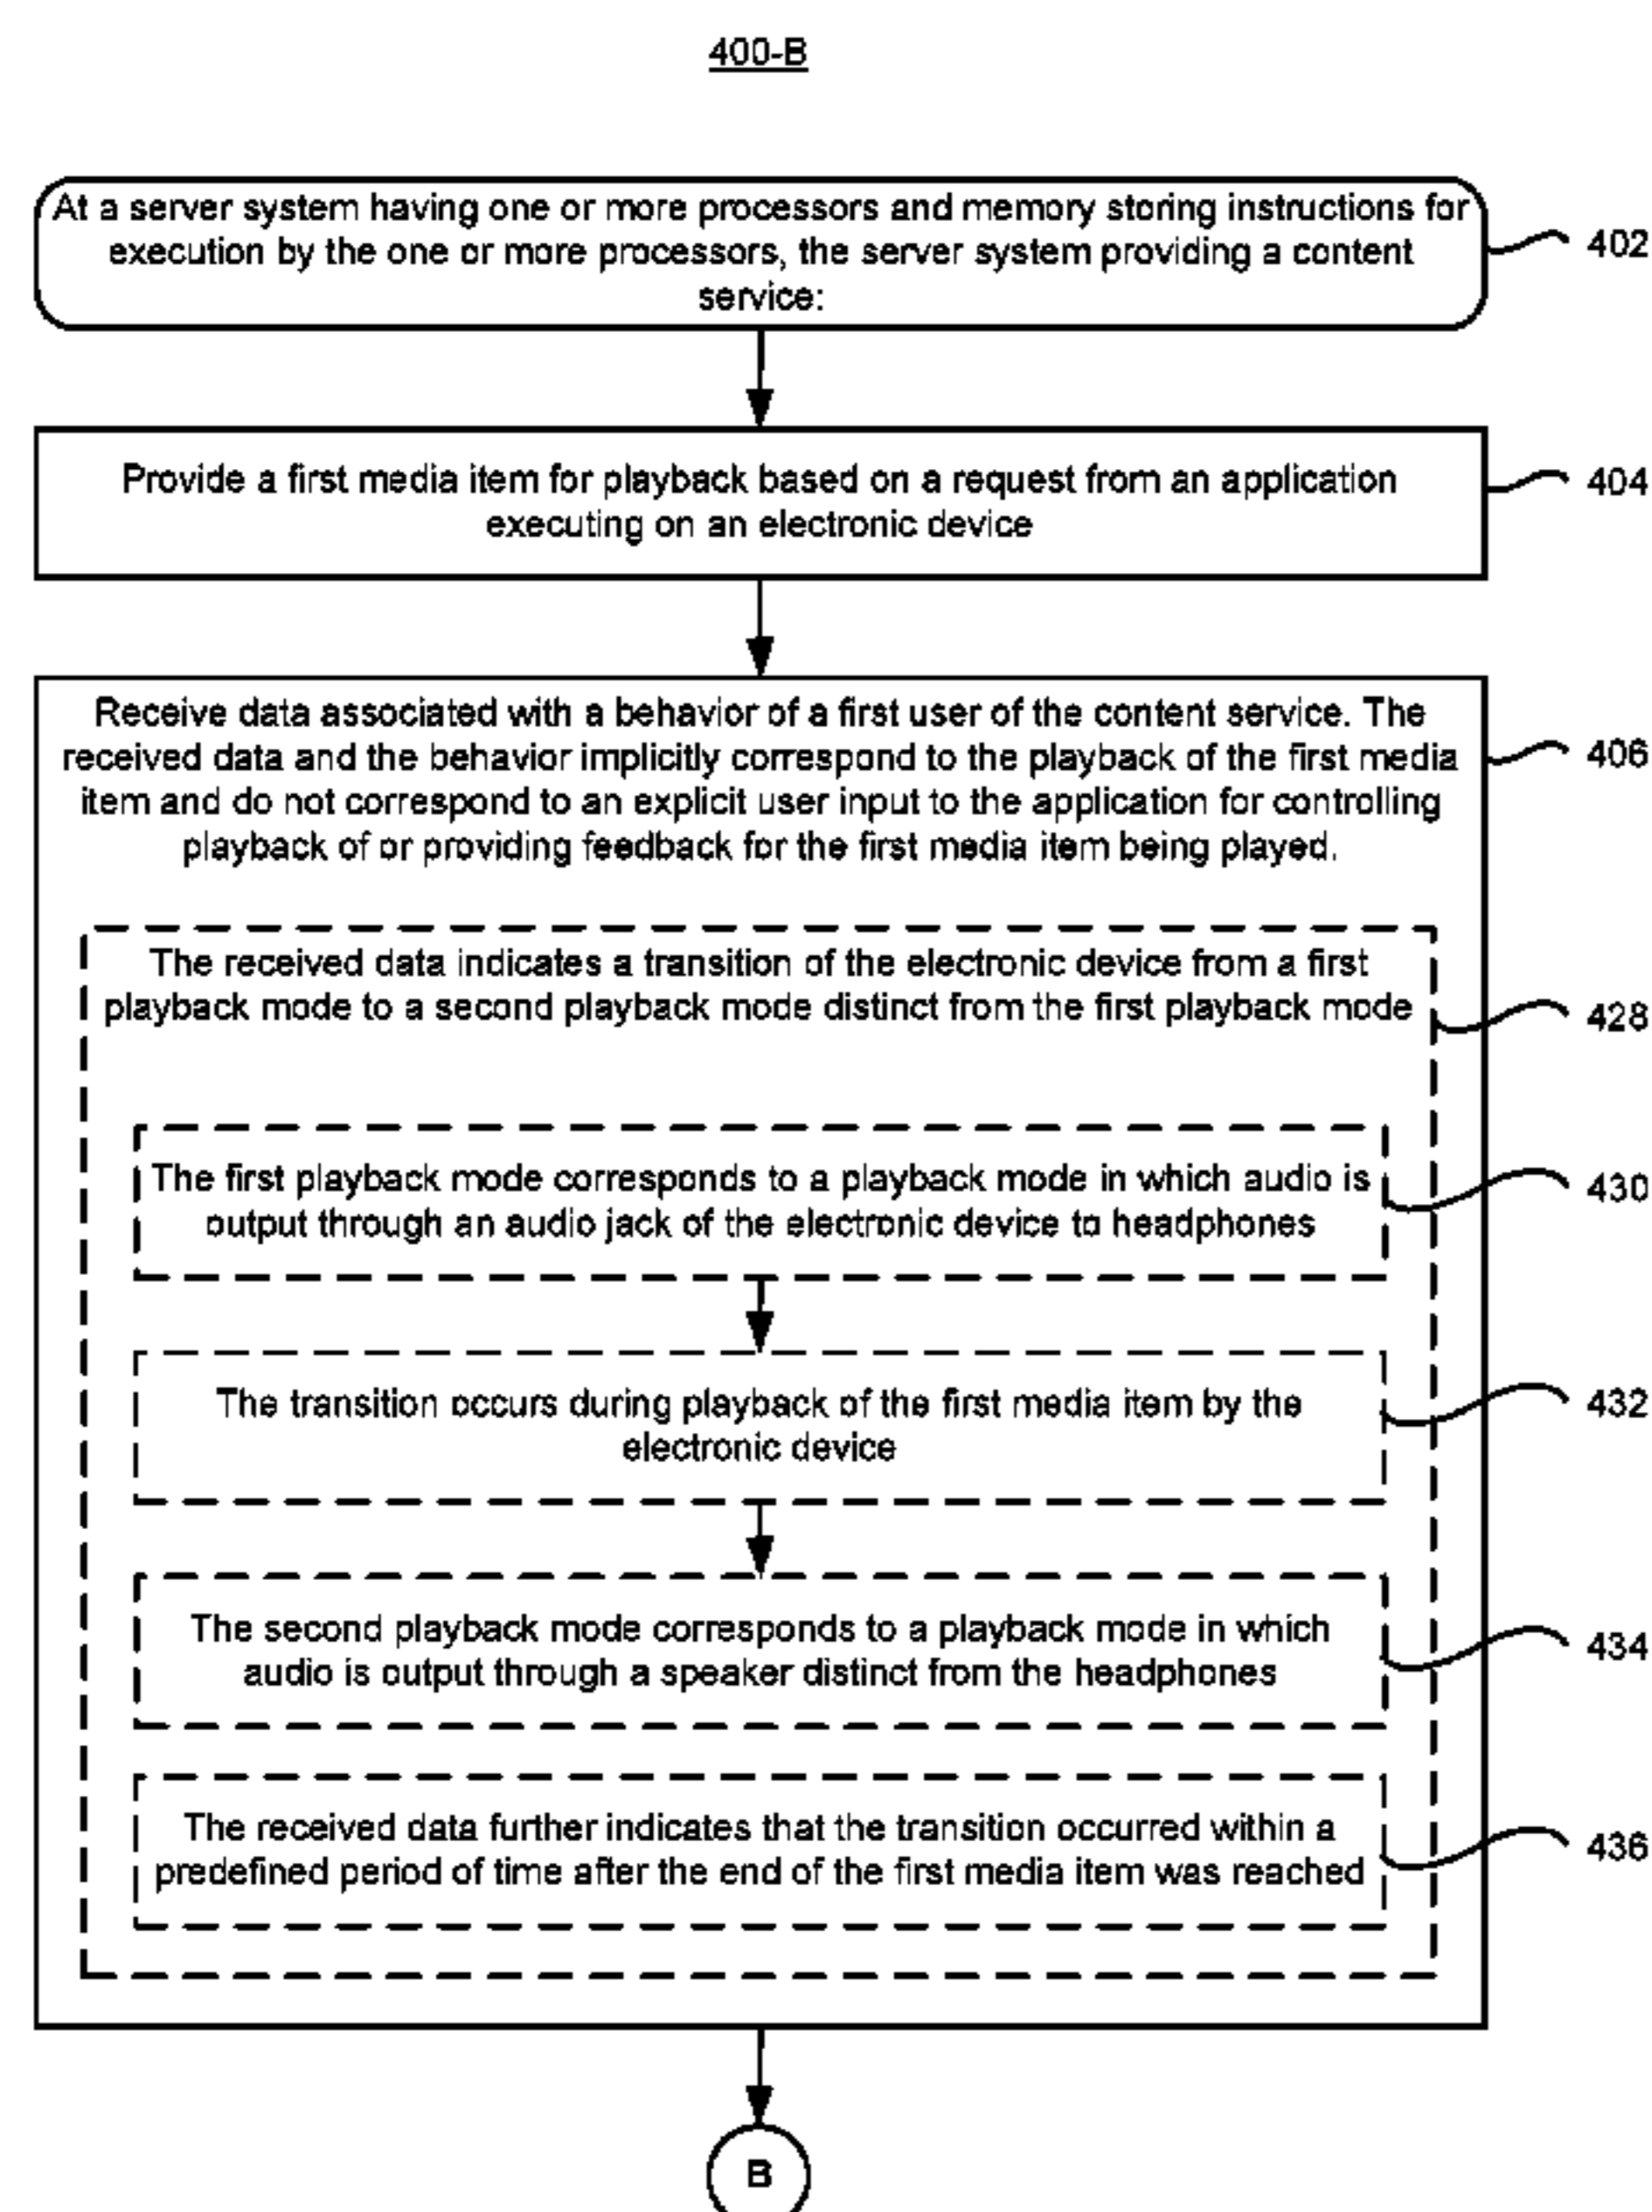 400-B
At a server system having one or more processors and memory storing instructions for
execution by the one or more processors, the server system providing a content
service:
402
Provide a first media item for playback based on a request from an application
executing on an electronic device
404
Receive data associated with a behavior of a first user of the content service. The
received data and the behavior implicitly correspond to the playback of the first media
item and do not correspond to an explicit user input to the application for controlling
playback of or providing feedback for the first media item being played.
406
The received data indicates a transition of the electronic device from a first
playback mode to a second playback mode distinct from the first playback mode
428
The first playback mode corresponds to a playback mode in which audio is
output through an audio jack of the electronic device to headphones
430
The transition occurs during playback of the first media item by the
electronic device
432
The second playback mode corresponds to a playback mode in which
audio is output through a speaker distinct from the headphones
434
The received data further indicates that the transition occurred within a
predefined period of time after the end of the first media item was reached
436
B